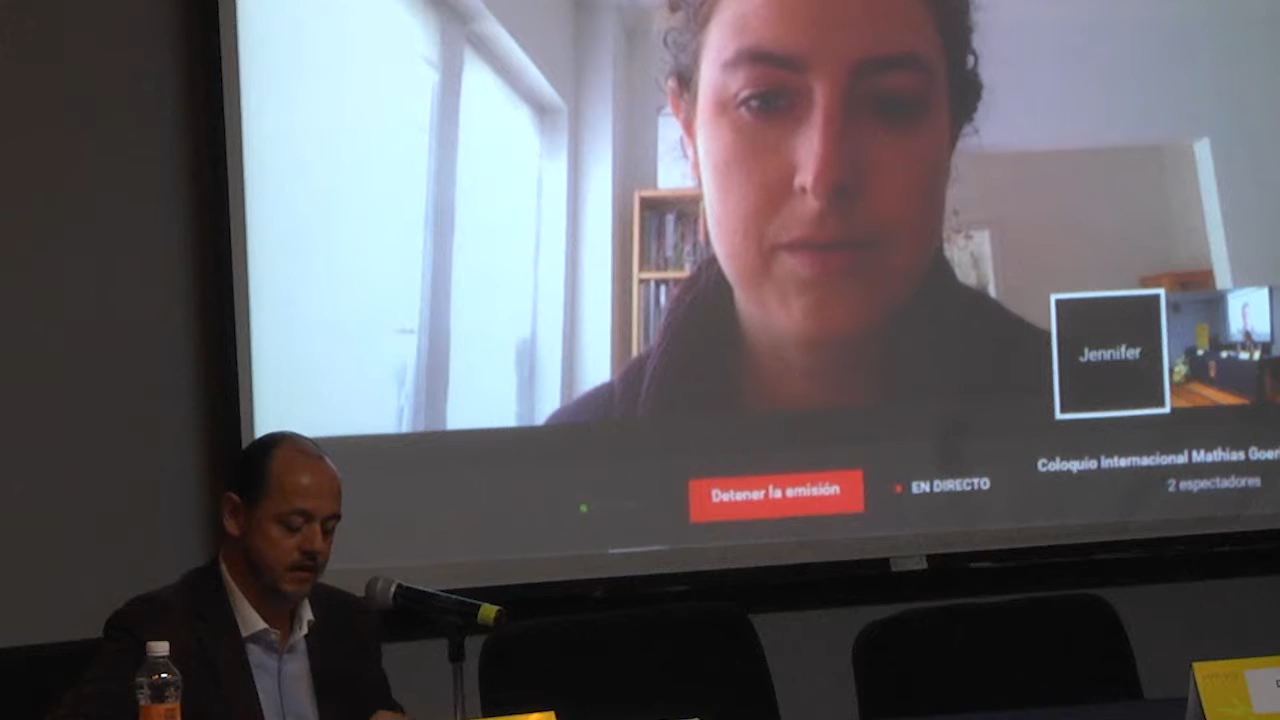 Jennifer
Coloquio Internacional Mathias Goer
Detener la emisión
EN DIRECTO
2 espectadores